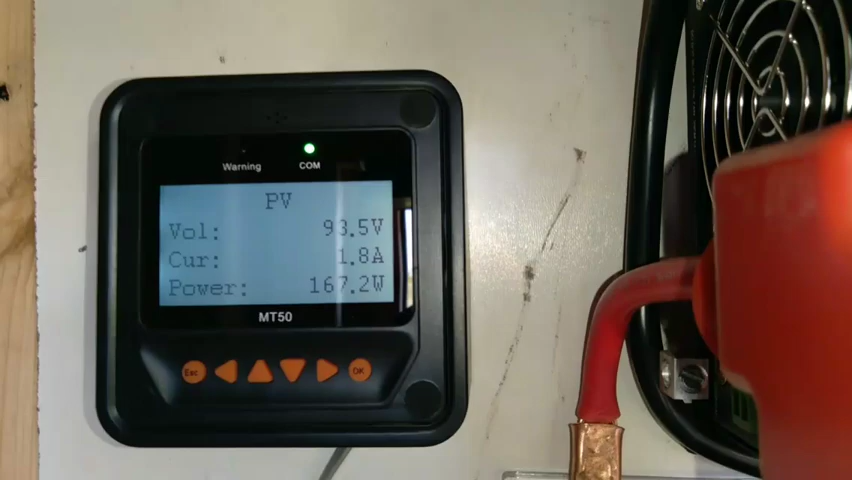 Warning COM
PV
Vol: 93.5V
Cur: 1.8A
Power: 167.2W
MT50
Esc OK